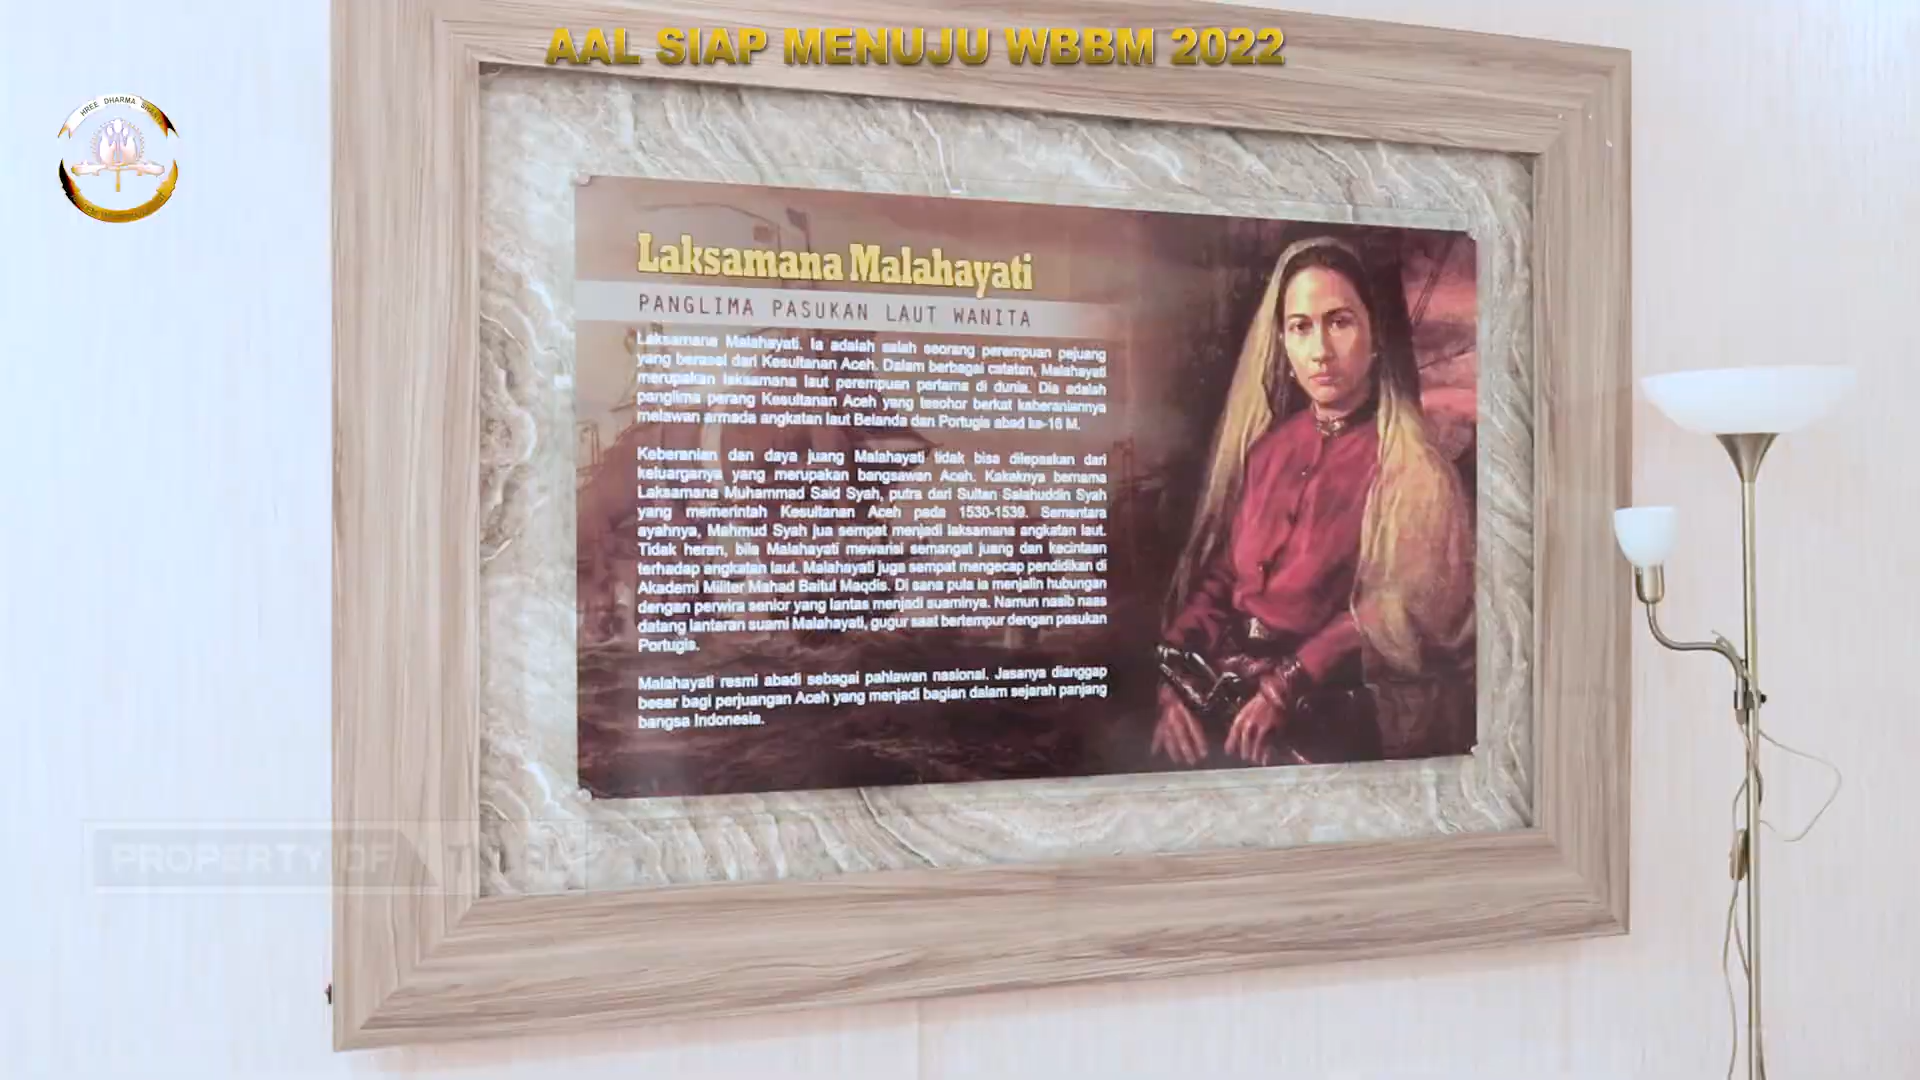 AAL SIAP MENUJU WBBM 2022
HREE DHARMA SHANTY
Laksamana Malahayati
PANGLIMA PASUKAN LAUT WANITA
Laksamana Malahayati. Ia adalah salah seorang perempuan pejuang
yang berasal dari Kesultanan Aceh. Dalam berbagai catatan, Malahayati
merupakan laksamana laut perempuan pertama di dunia. Dia adalah
panglima perang Kesultanan Aceh yang tesohor berkat keberaniannya
melawan armada angkatan laut Belanda dan Portugis abad ke-16 M.
Keberanian dan daya juang Malahayati tidak bisa dilepaskan dari
keluarganya yang merupakan bangsawan Aceh. Kakaknya bernama
Laksamana Muhammad Said Syah, putra dari Sultan Salahuddin Syah
yang memerintah Kesultanan Aceh pada 1530-1539. Sementara
ayahnya, Mahmud Syah jua sempat menjadi laksamana angkatan laut.
Tidak heran, bila Malahayati mewarisi semangat juang dan kecintaan
terhadap angkatan laut. Malahayati juga sempat mengecap pendidikan di
Akademi Militer Mahad Baitul Maqdis. Di sana pula ia menjalin hubungan
dengan perwira senior yang lantas menjadi suaminya. Namun nasib naas
datang lantaran suami Malahayati, gugur saat bertempur dengan pasukan
Portugis.
Malahayati resmi abadi sebagai pahlawan nasional. Jasanya dianggap
besar bagi perjuangan Aceh yang menjadi bagian dalam sejarah panjang
bangsa Indonesia.
PROPERTY OF